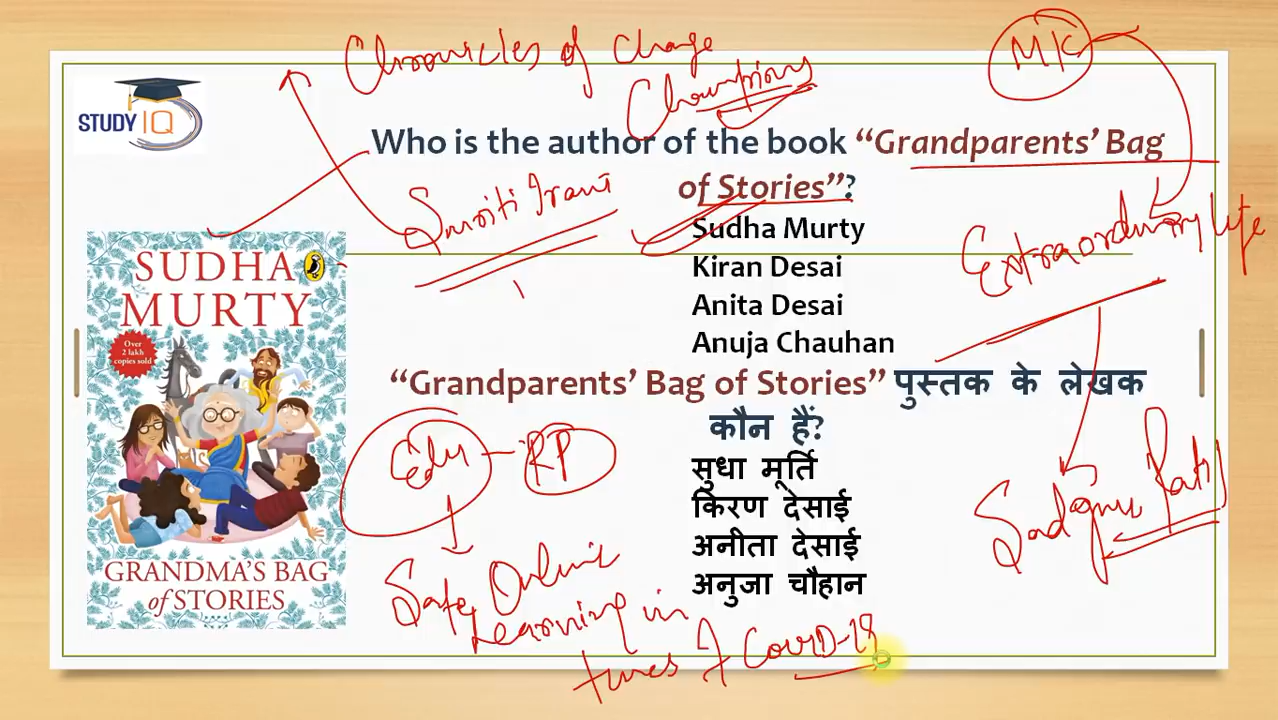 Chronicles of Change
Champions
MK
STUDY IQ
Who is the author of the book “Grandparents’ Bag
of Stories”?
Smriti Irani
Extraordinary life
Sudha Murty
Kiran Desai
Anita Desai
Anuja Chauhan
SUDHA
MURTY
Over
2 lakh
copies sold
GRANDMA'S BAG
of STORIES
“Grandparents’ Bag of Stories” पुस्तक के लेखक
कौन हैं?
Edu - RP
सुधा मूर्ति
किरण देसाई
अनीता देसाई
अनुजा चौहान
Sadguru Patil
Safe Online
Learning in
times of Covid-19